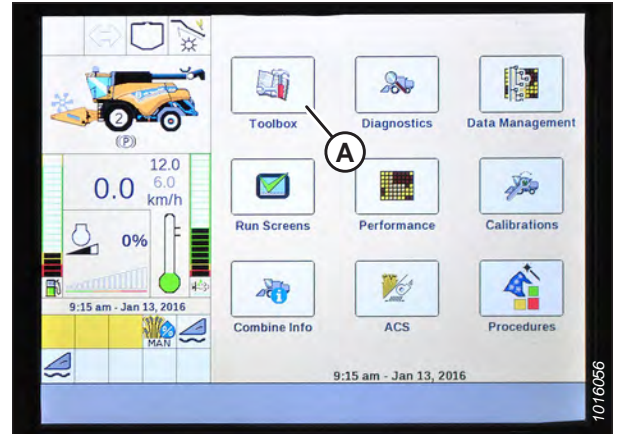 2
(P)
12.0
0.0 6.0
km/h
0%
9:15 am - Jan 13, 2016
MAN
Toolbox
Diagnostics
Data Management
A
Run Screens
Performance
Calibrations
Combine Info
ACS
Procedures
9:15 am - Jan 13, 2016
1016056